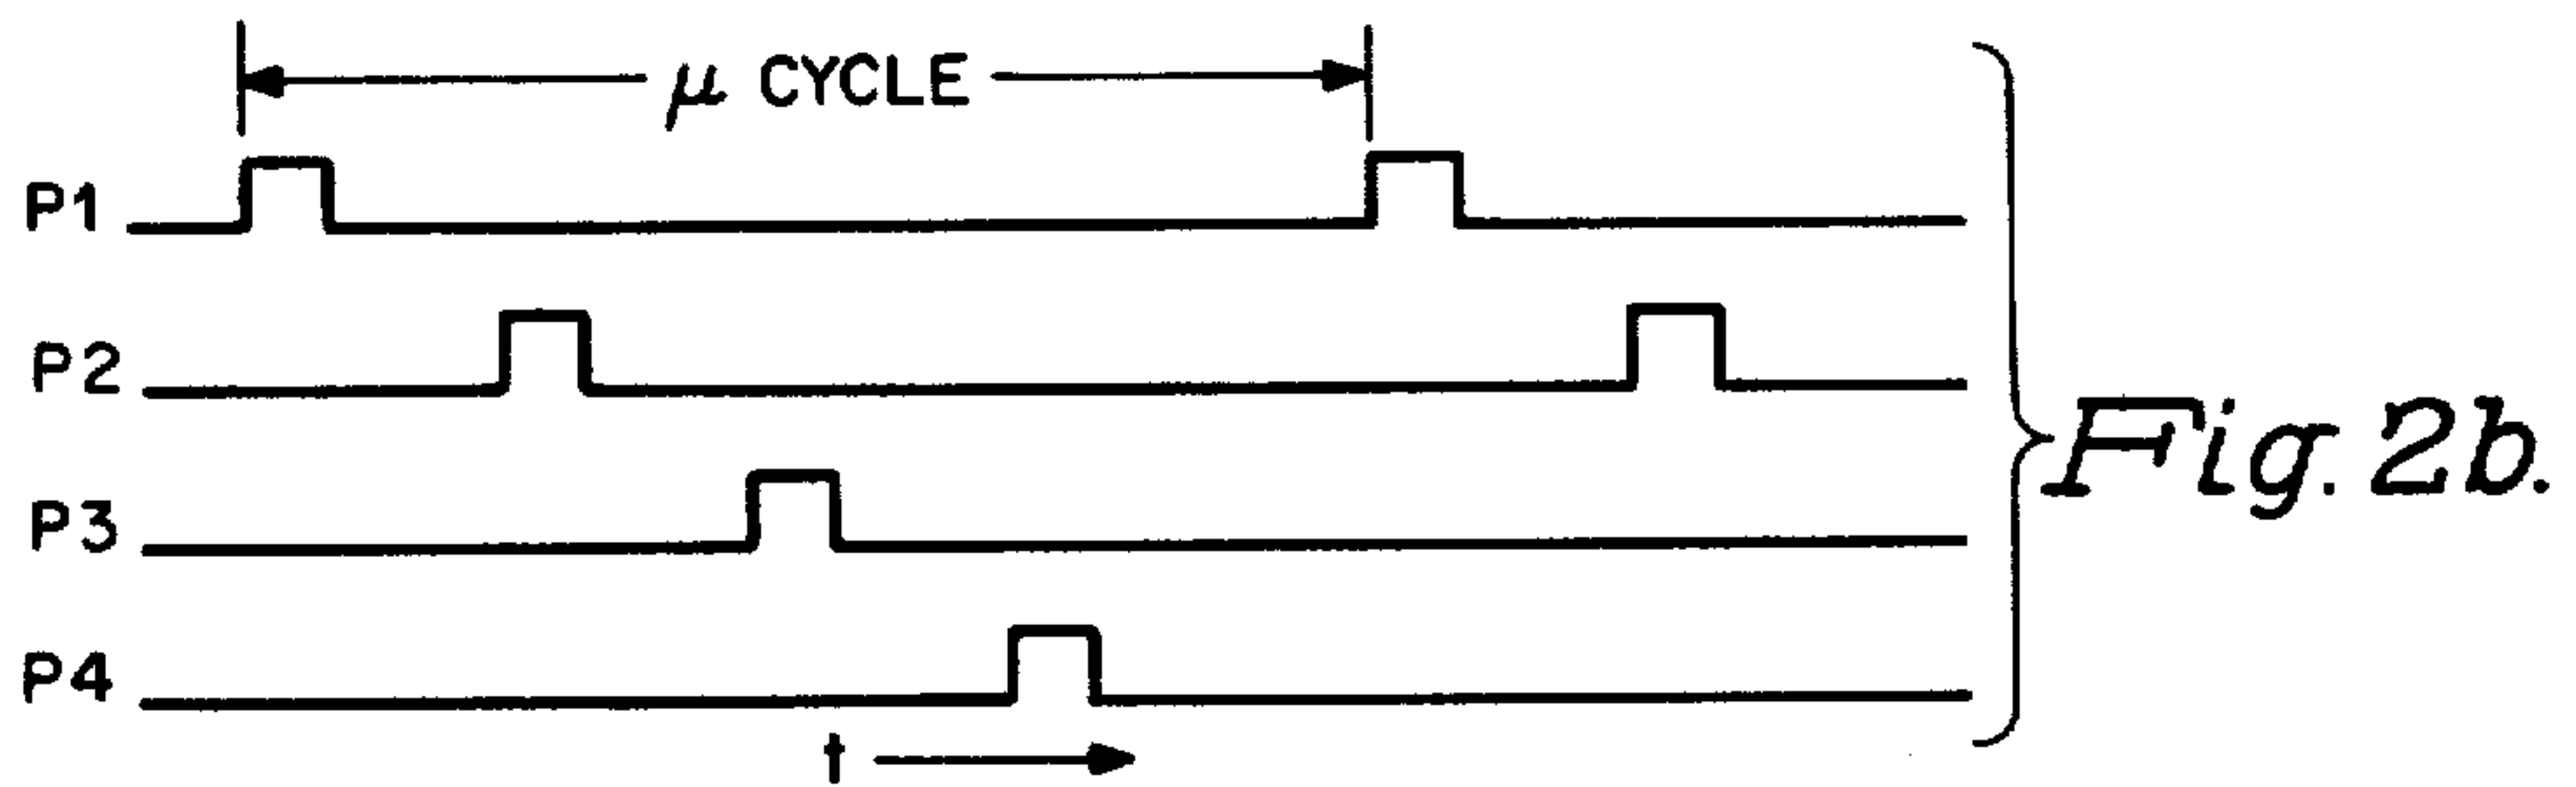 μ CYCLE
P1
P2
P3
P4
t
Fig. 2b.